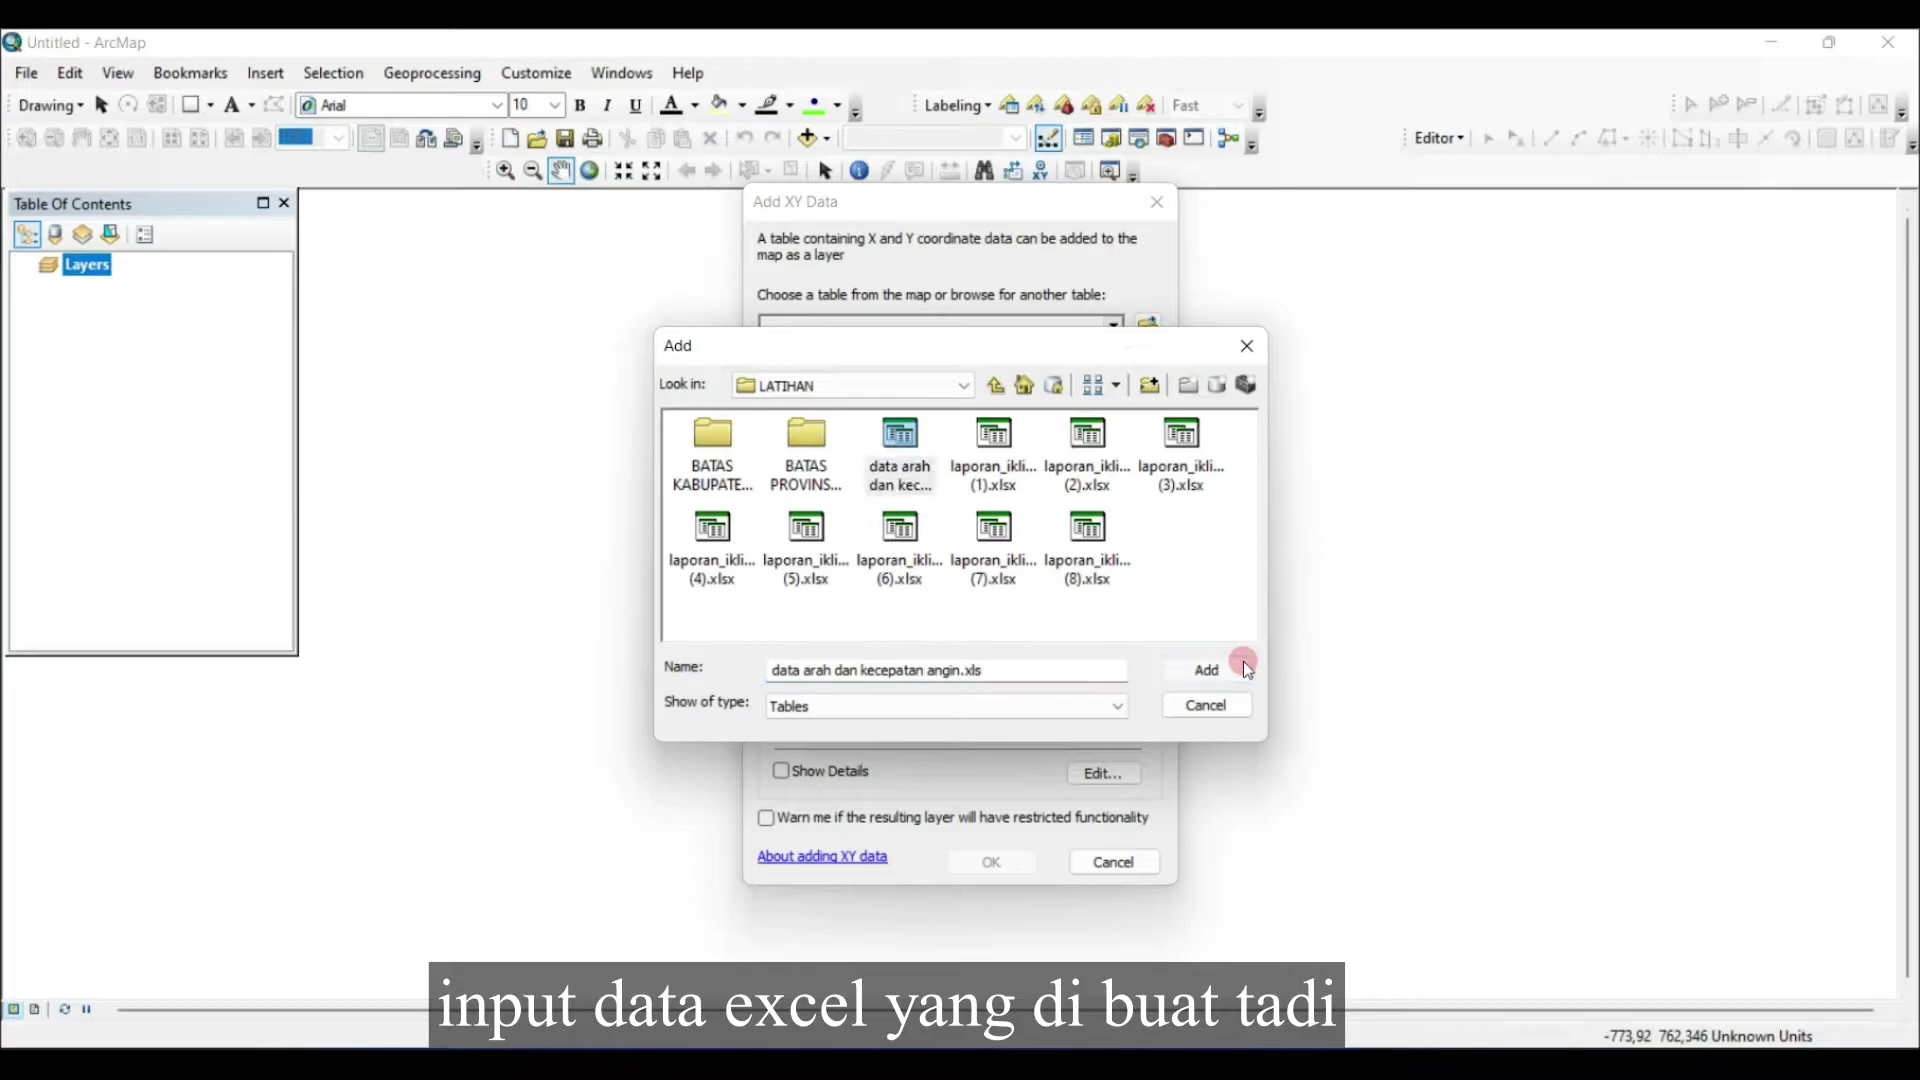 Untitled - ArcMap
File Edit View Bookmarks Insert Selection Geoprocessing Customize Windows Help
Drawing A Arial 10 B I U A Labeling Fast
Editor
Table Of Contents
Layers
Add XY Data
A table containing X and Y coordinate data can be added to the
map as a layer
Choose a table from the map or browse for another table:
Add
Look in: LATIHAN
BATAS KABUPATE...
BATAS PROVINS...
data arah dan kec...
laporan_ikli... (1).xlsx
laporan_ikli... (2).xlsx
laporan_ikli... (3).xlsx
laporan_ikli... (4).xlsx
laporan_ikli... (5).xlsx
laporan_ikli... (6).xlsx
laporan_ikli... (7).xlsx
laporan_ikli... (8).xlsx
Name: data arah dan kecepatan angin.xls Add
Show of type: Tables Cancel
Show Details Edit...
Warn me if the resulting layer will have restricted functionality
About adding XY data OK Cancel
input data excel yang di buat tadi
-773,92 762,346 Unknown Units